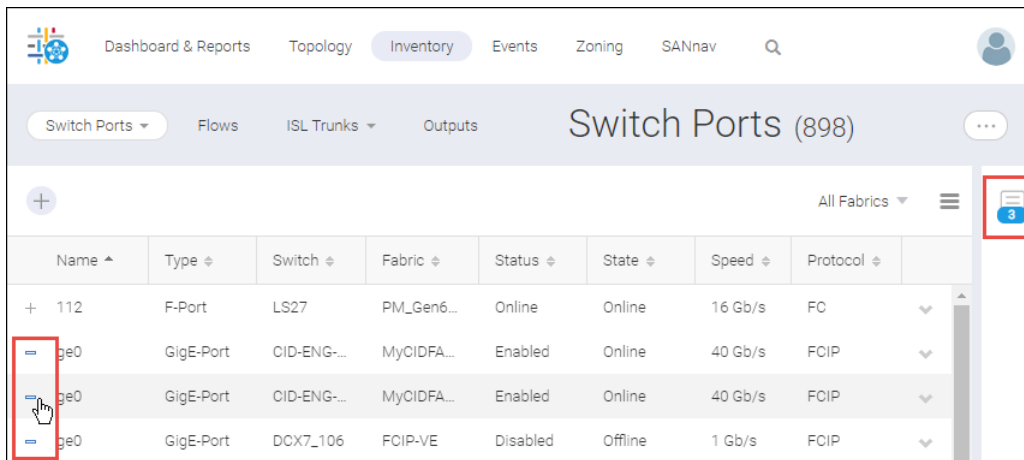 Dashboard & Reports Topology Inventory Events Zoning SANnav
Switch Ports Flows ISL Trunks Outputs Switch Ports (898) ...
+ All Fabrics
3
Name Type Switch Fabric Status State Speed Protocol
+ 112 F-Port LS27 PM_Gen6... Online Online 16 Gb/s FC
ge0 GigE-Port CID-ENG-... MyCIDFA... Enabled Online 40 Gb/s FCIP
ge0 GigE-Port CID-ENG-... MyCIDFA... Enabled Online 40 Gb/s FCIP
ge0 GigE-Port DCX7_106 FCIP-VE Disabled Offline 1 Gb/s FCIP